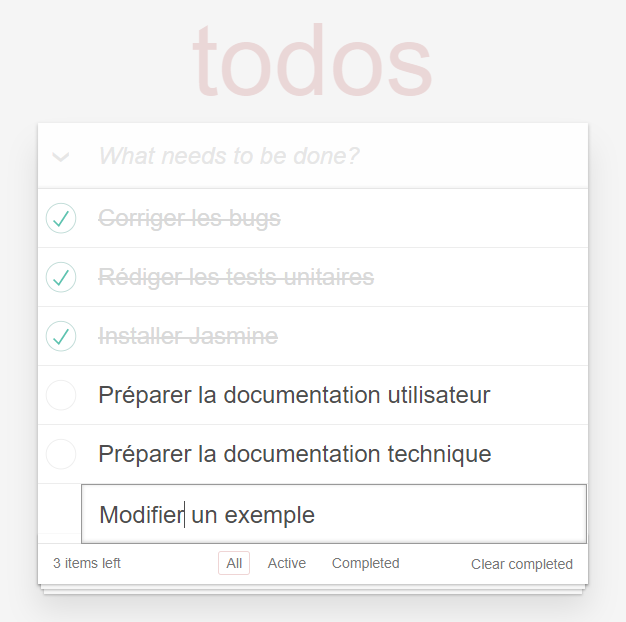 todos
What needs to be done?
Corriger les bugs
Rédiger les tests unitaires
Installer Jasmine
Préparer la documentation utilisateur
Préparer la documentation technique
Modifier un exemple
3 items left All Active Completed Clear completed